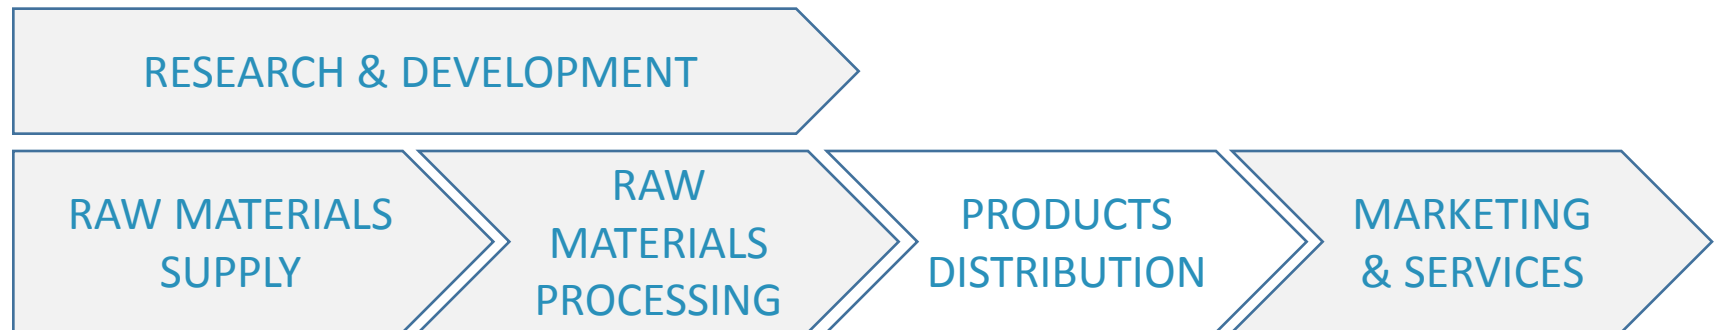 RESEARCH & DEVELOPMENT
RAW MATERIALS
SUPPLY
RAW
MATERIALS
PROCESSING
PRODUCTS
DISTRIBUTION
MARKETING
& SERVICES